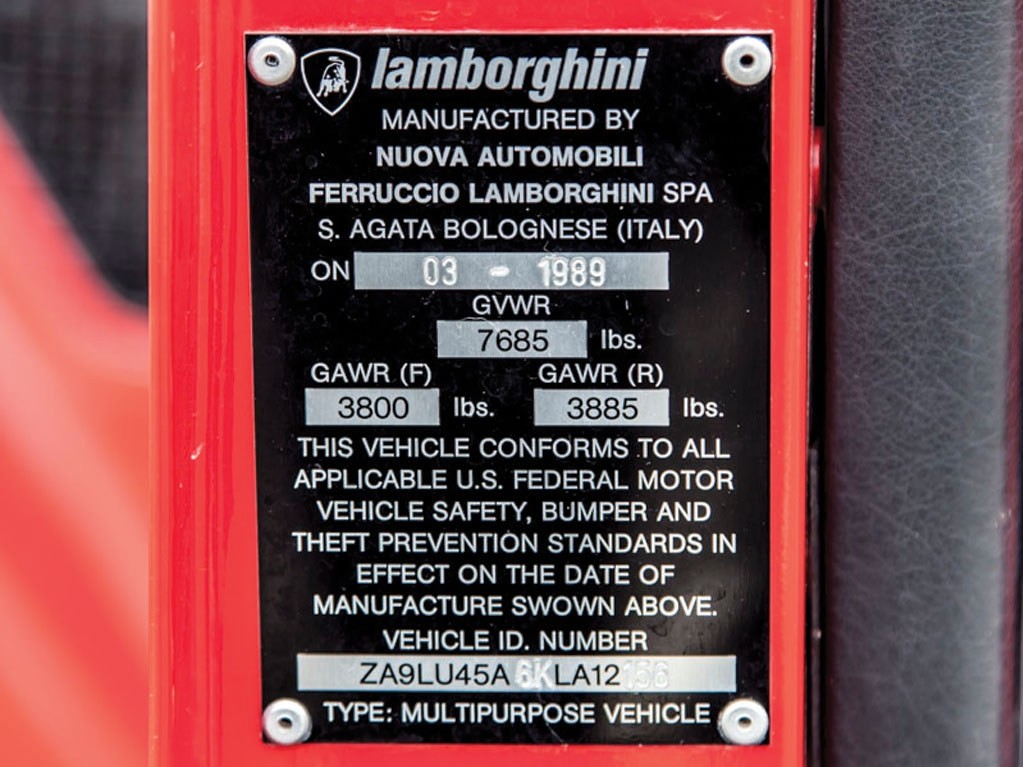 lamborghini
MANUFACTURED BY
NUOVA AUTOMOBILI
FERRUCCIO LAMBORGHINI SPA
S. AGATA BOLOGNESE (ITALY)
ON 03 - 1989
GVWR
7685 lbs.
GAWR (F) GAWR (R)
3800 lbs. 3885 lbs.
THIS VEHICLE CONFORMS TO ALL
APPLICABLE U.S. FEDERAL MOTOR
VEHICLE SAFETY, BUMPER AND
THEFT PREVENTION STANDARDS IN
EFFECT ON THE DATE OF
MANUFACTURE SWOWN ABOVE.
VEHICLE ID. NUMBER
ZA9LU45A6KLA12156
TYPE: MULTIPURPOSE VEHICLE